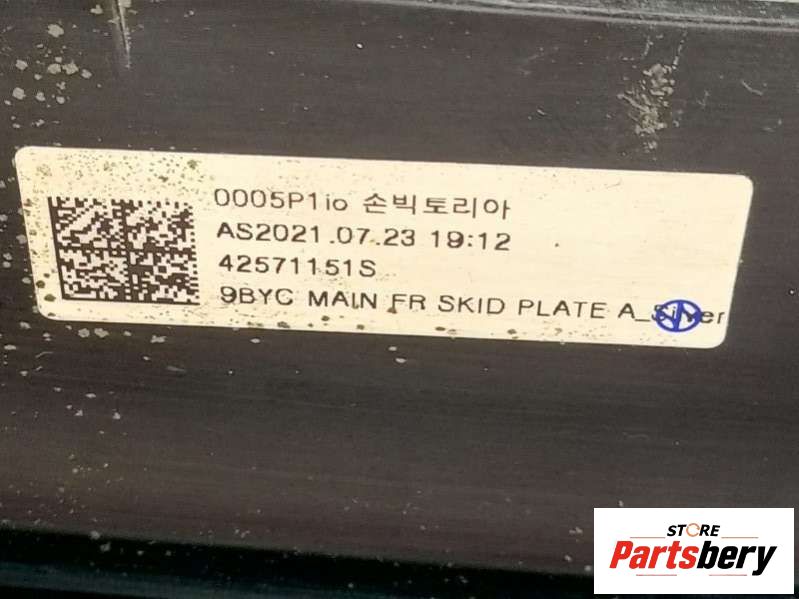 0005P1io 손빅토리아
AS2021.07.23 19:12
42571151S
9BYC MAIN FR SKID PLATE A_Silver
STORE
Partsbery